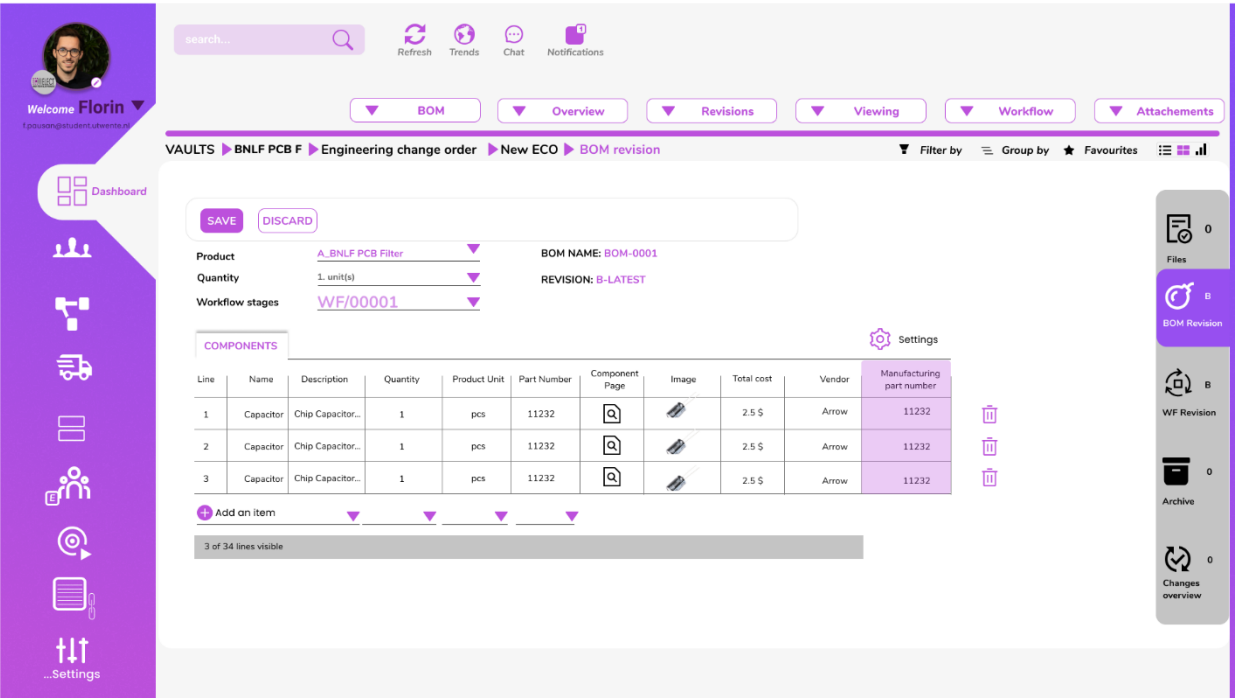 search...
Refresh
Trends
Chat
Notifications
Welcome Florin
f.pausan@student.utwente.nl
BOM
Overview
Revisions
Viewing
Workflow
Attachements
VAULTS BNLF PCB F Engineering change order New ECO BOM revision
Filter by
Group by
Favourites
Dashboard
SAVE
DISCARD
Product A_BNLF PCB Filter
BOM NAME: BOM-0001
Quantity 1. unit(s)
REVISION: B-LATEST
Workflow stages WF/00001
COMPONENTS
Settings
Line Name Description Quantity Product Unit Part Number Component Page Image Total cost Vendor Manufacturing part number
1 Capacitor Chip Capacitor... 1 pcs 11232 2.5 $ Arrow 11232
2 Capacitor Chip Capacitor... 1 pcs 11232 2.5 $ Arrow 11232
3 Capacitor Chip Capacitor... 1 pcs 11232 2.5 $ Arrow 11232
Add an item
3 of 34 lines visible
0
Files
B
BOM Revision
B
WF Revision
0
Archive
0
Changes
overview
E
...Settings